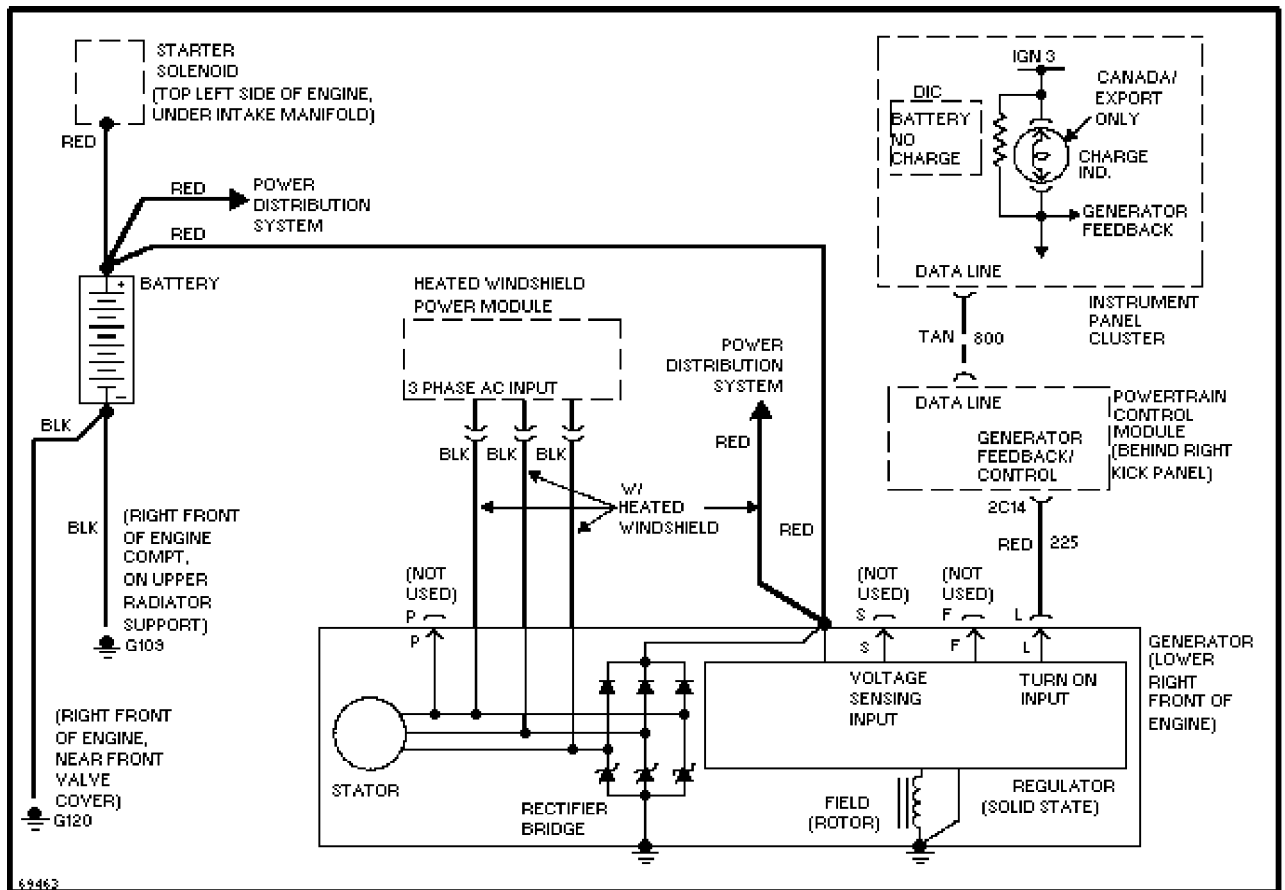 STARTER
SOLENOID
(TOP LEFT SIDE OF ENGINE,
UNDER INTAKE MANIFOLD)
RED
RED
POWER
DISTRIBUTION
SYSTEM
RED
BATTERY
+
-
BLK
BLK
(RIGHT FRONT
OF ENGINE
COMPT,
ON UPPER
RADIATOR
SUPPORT)
G109
(RIGHT FRONT
OF ENGINE,
NEAR FRONT
VALVE
COVER)
G120
HEATED WINDSHIELD
POWER MODULE
3 PHASE AC INPUT
BLK
BLK
BLK
W/
HEATED
WINDSHIELD
POWER
DISTRIBUTION
SYSTEM
RED
RED
IGN 3
DIC
BATTERY
NO
CHARGE
CANADA/
EXPORT
ONLY
CHARGE
IND.
GENERATOR
FEEDBACK
DATA LINE
INSTRUMENT
PANEL
CLUSTER
TAN
800
DATA LINE
GENERATOR
FEEDBACK/
CONTROL
POWERTRAIN
CONTROL
MODULE
(BEHIND RIGHT
KICK PANEL)
2C14
RED
225
(NOT
USED)
P
P
(NOT
USED)
S
S
(NOT
USED)
F
F
L
L
GENERATOR
(LOWER
RIGHT
FRONT OF
ENGINE)
VOLTAGE
SENSING
INPUT
TURN ON
INPUT
STATOR
RECTIFIER
BRIDGE
FIELD
(ROTOR)
REGULATOR
(SOLID STATE)
69463